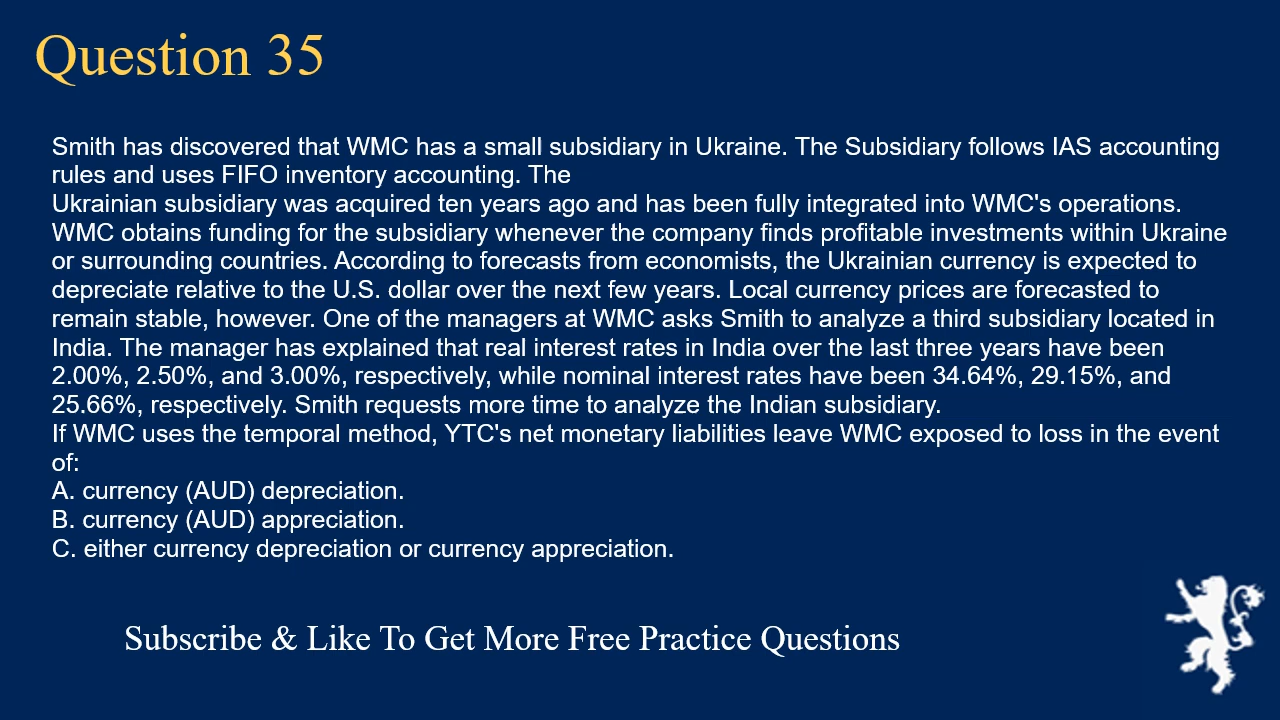 Question 35
Smith has discovered that WMC has a small subsidiary in Ukraine. The Subsidiary follows IAS accounting
rules and uses FIFO inventory accounting. The
Ukrainian subsidiary was acquired ten years ago and has been fully integrated into WMC's operations.
WMC obtains funding for the subsidiary whenever the company finds profitable investments within Ukraine
or surrounding countries. According to forecasts from economists, the Ukrainian currency is expected to
depreciate relative to the U.S. dollar over the next few years. Local currency prices are forecasted to
remain stable, however. One of the managers at WMC asks Smith to analyze a third subsidiary located in
India. The manager has explained that real interest rates in India over the last three years have been
2.00%, 2.50%, and 3.00%, respectively, while nominal interest rates have been 34.64%, 29.15%, and
25.66%, respectively. Smith requests more time to analyze the Indian subsidiary.
If WMC uses the temporal method, YTC's net monetary liabilities leave WMC exposed to loss in the event
of:
A. currency (AUD) depreciation.
B. currency (AUD) appreciation.
C. either currency depreciation or currency appreciation.
Subscribe & Like To Get More Free Practice Questions